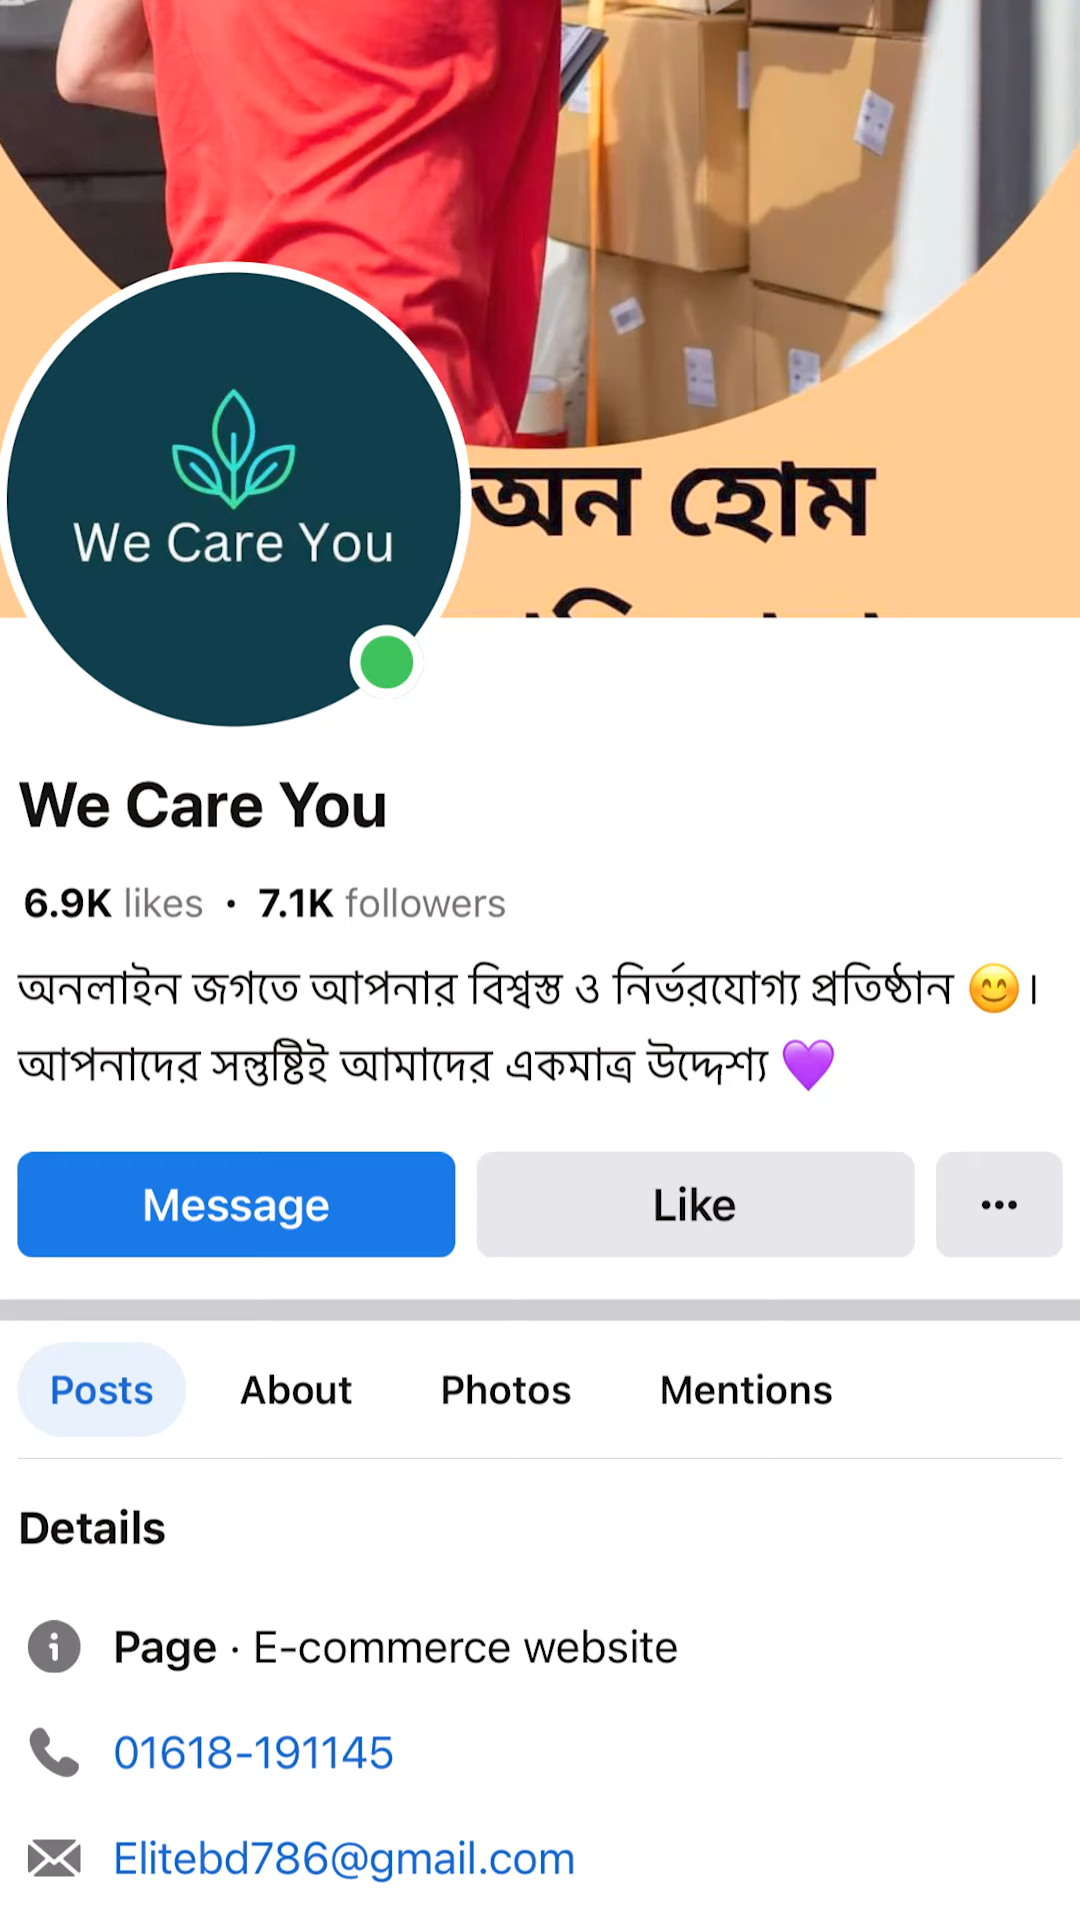 অন হোম
We Care You
We Care You
6.9K likes · 7.1K followers
অনলাইন জগতে আপনার বিশ্বস্ত ও নির্ভরযোগ্য প্রতিষ্ঠান 😊।
আপনাদের সন্তুষ্টিই আমাদের একমাত্র উদ্দেশ্য 💜
Message
Like
Posts
About
Photos
Mentions
Details
Page · E-commerce website
01618-191145
Elitebd786@gmail.com